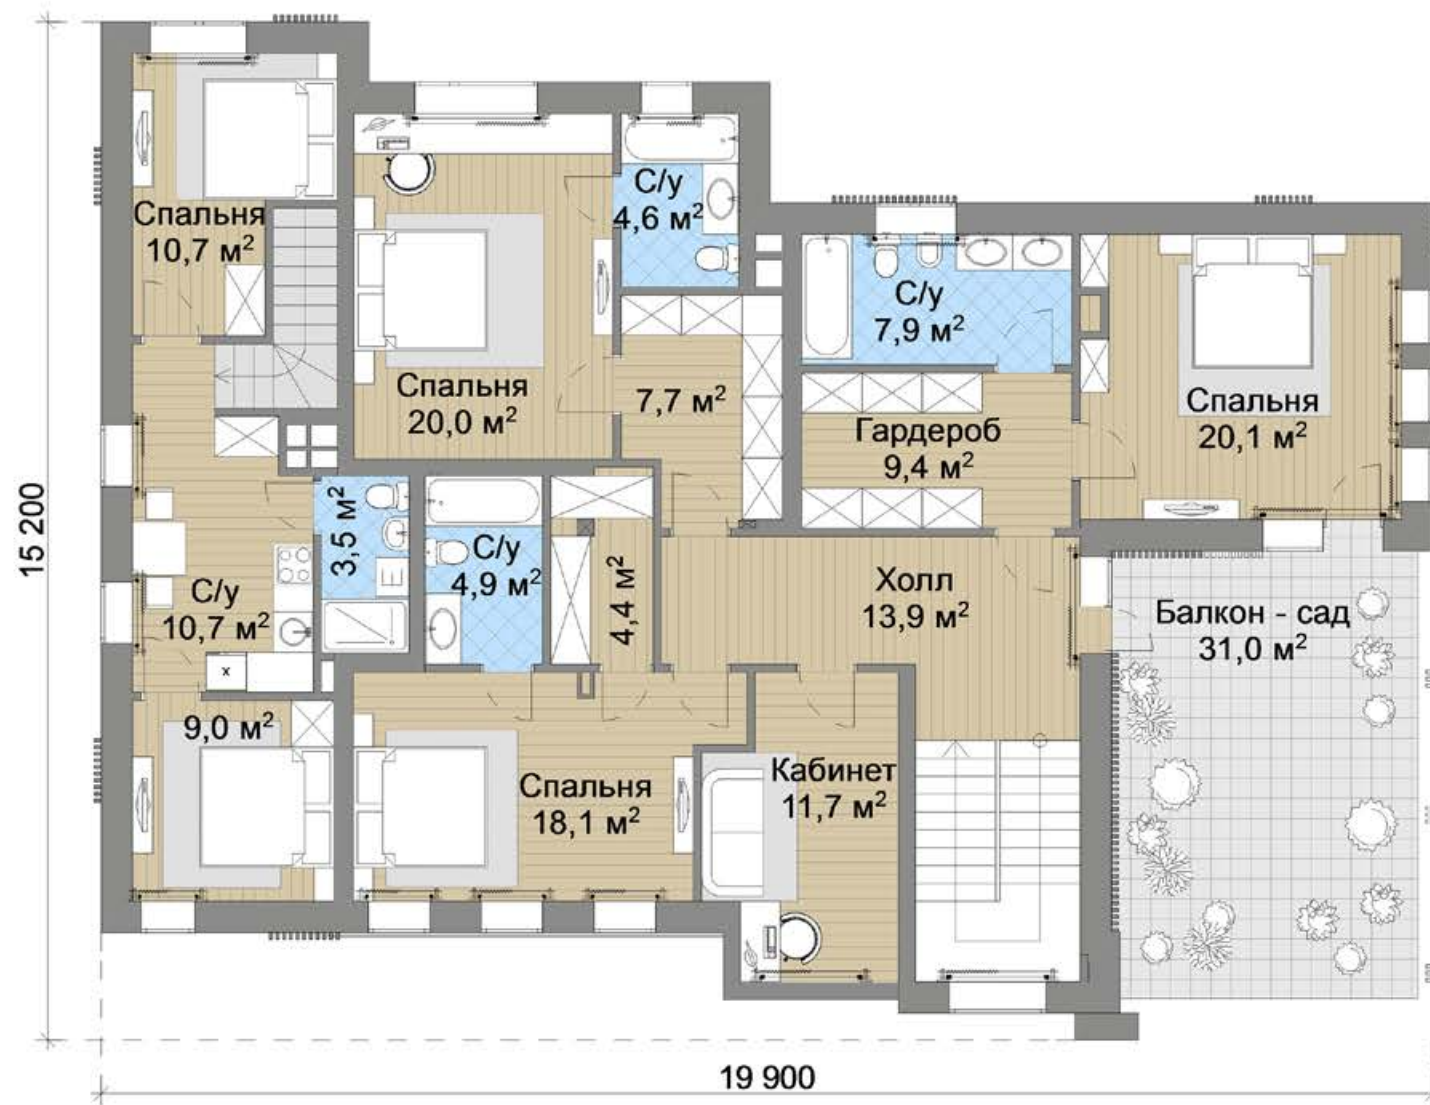 Спальня
10,7 м²
С/у
4,6 м²
С/у
7,9 м²
Спальня
20,0 м²
7,7 м²
Гардероб
9,4 м²
Спальня
20,1 м²
15 200
3,5 м²
С/у
4,9 м²
4,4 м²
Холл
13,9 м²
Балкон - сад
31,0 м²
С/у
10,7 м²
х
9,0 м²
Спальня
18,1 м²
Кабинет
11,7 м²
19 900